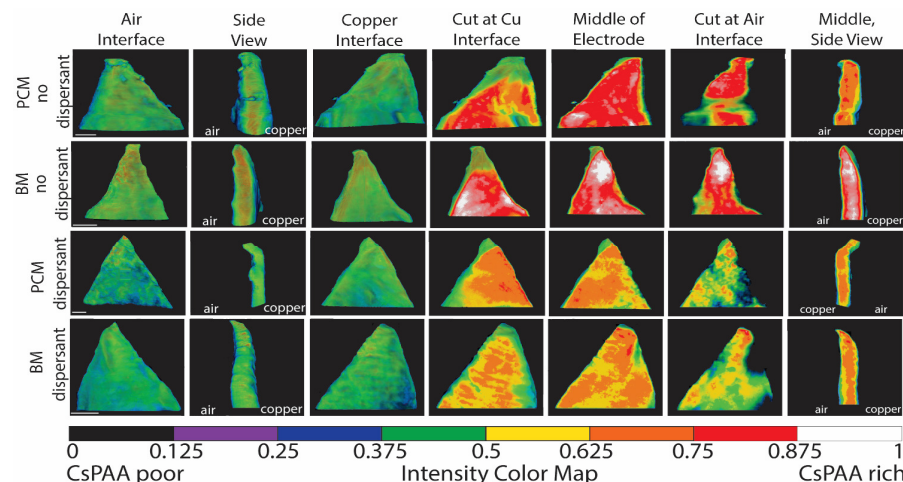 Air Interface
Side View
Copper Interface
Cut at Cu Interface
Middle of Electrode
Cut at Air Interface
Middle, Side View
PCM no dispersant
air copper
air copper
BM no dispersant
air copper
air copper
PCM dispersant
air copper
copper air
BM dispersant
air copper
air copper
0 0.125 0.25 0.375 0.5 0.625 0.75 0.875 1
CsPAA poor Intensity Color Map CsPAA rich